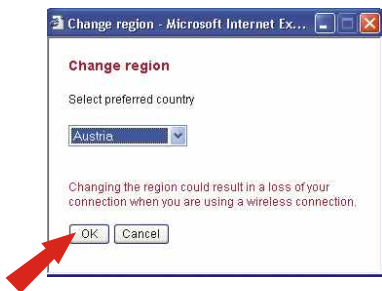 Change region - Microsoft Internet Ex...
Change region
Select preferred country
Austria
Changing the region could result in a loss of your
connection when you are using a wireless connection.
OK Cancel